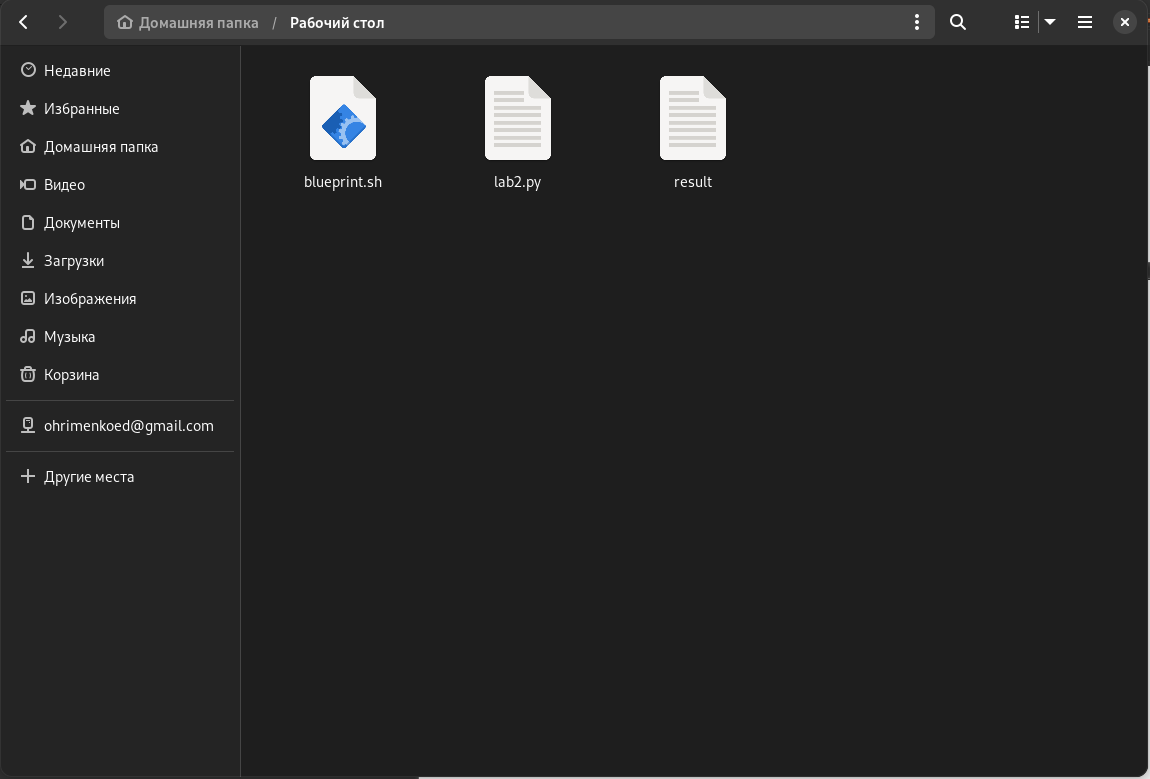 Домашняя папка / Рабочий стол
Недавние
Избранные
Домашняя папка
Видео
Документы
Загрузки
Изображения
Музыка
Корзина
ohrimenkoed@gmail.com
Другие места
blueprint.sh
lab2.py
result